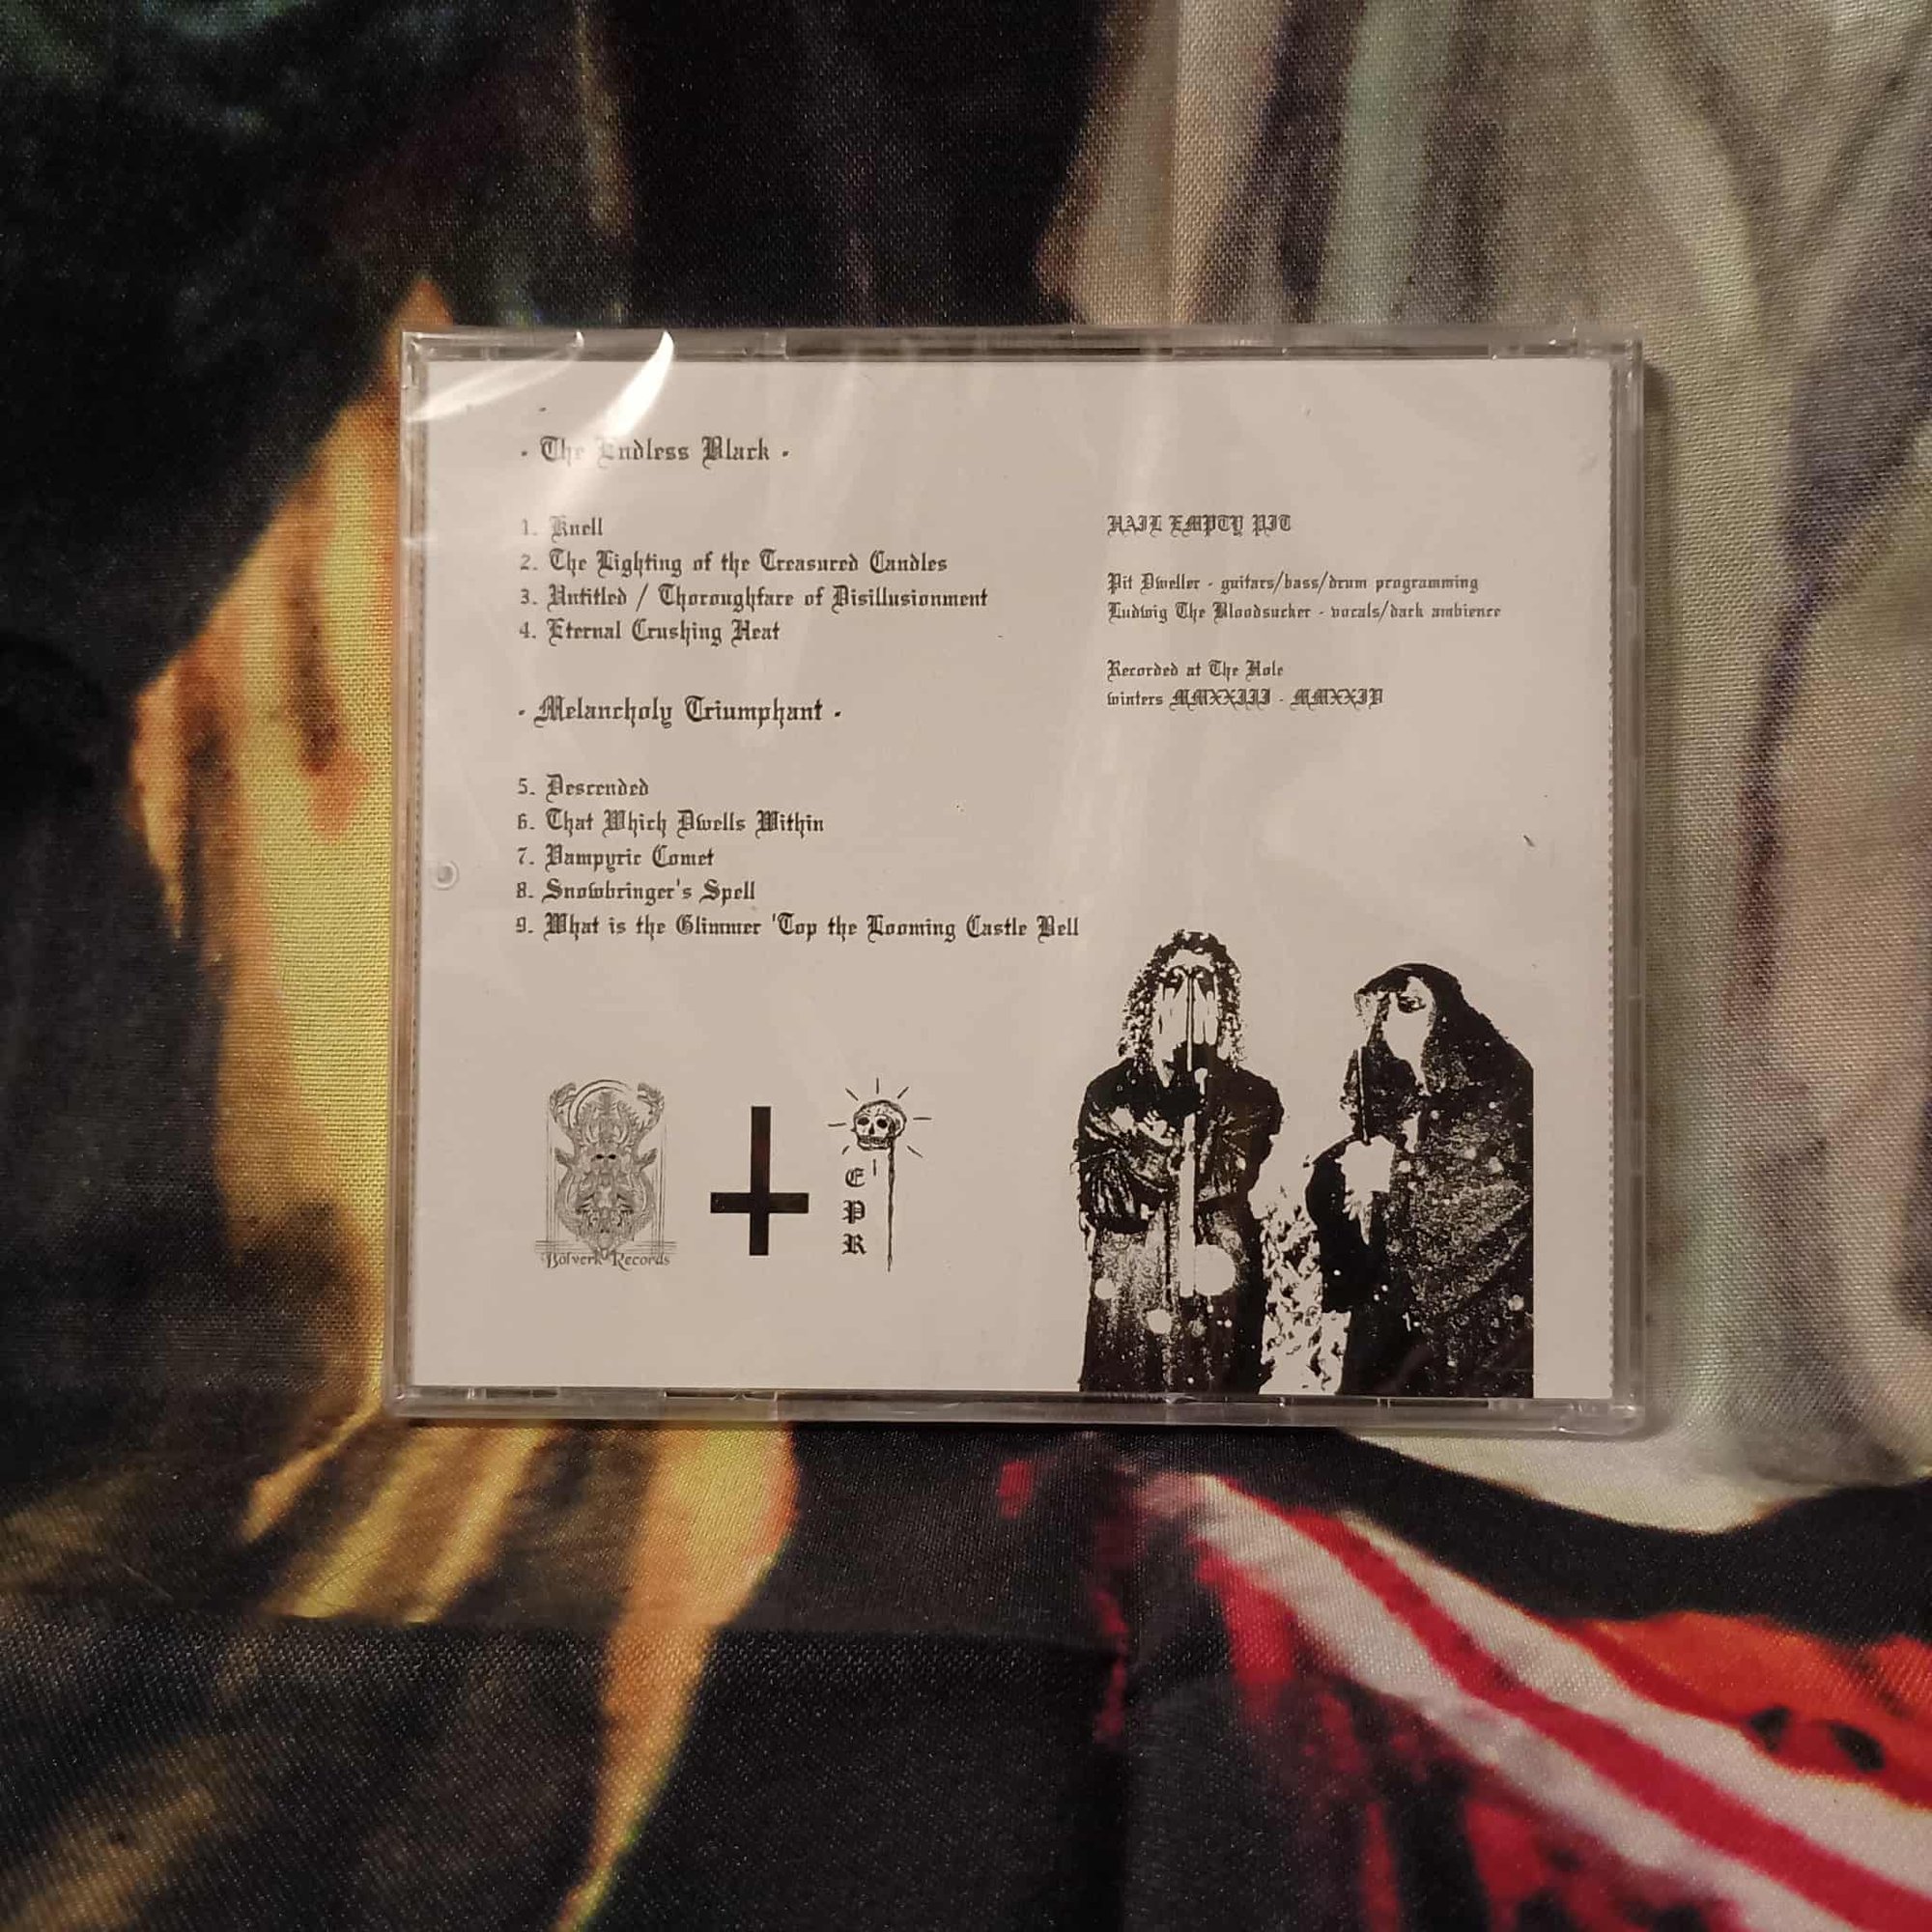 - The Endless Black -
1. Knell
2. The Lighting of the Treasured Candles
3. Untitled / Thoroughfare of Disillusionment
4. Eternal Crushing Heat
- Melancholy Triumphant -
5. Descended
6. That Which Dwells Within
7. Vampyric Comet
8. Snowbringer's Spell
9. What is the Glimmer 'Top the Looming Castle Bell
HAIL EMPTY PIT
Pit Dweller - guitars/bass/drum programming
Ludwig The Bloodsucker - vocals/dark ambience
Recorded at The Hole
winters MMXXIII - MMXXIV
Bölverk Records
E
P
R